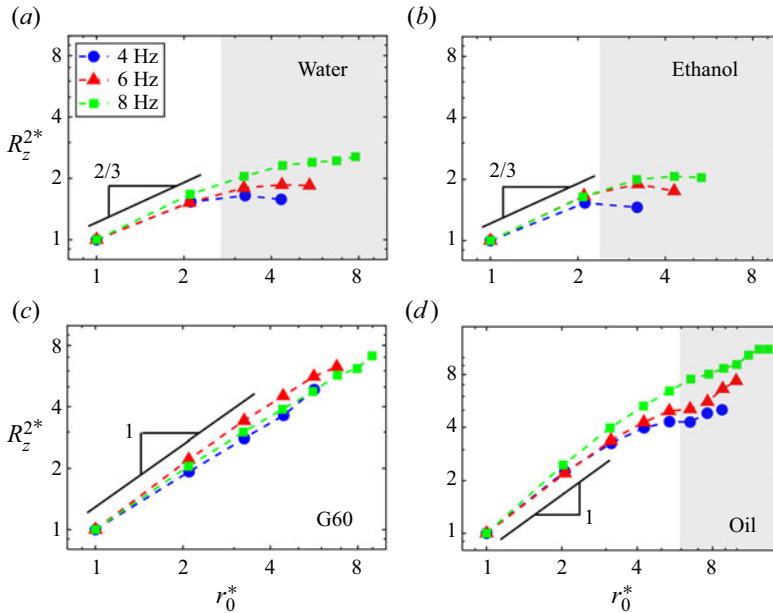 (a)
(b)
4 Hz
6 Hz
8 Hz
Water
Ethanol
R_z^{2*}
8
4
2
1
2/3
1 2 4 8
8
4
2
1
2/3
1 2 4 8
(c)
(d)
R_z^{2*}
8
4
2
1
1
G60
1 2 4 8
r_0^*
8
4
2
1
1
Oil
1 2 4 8
r_0^*